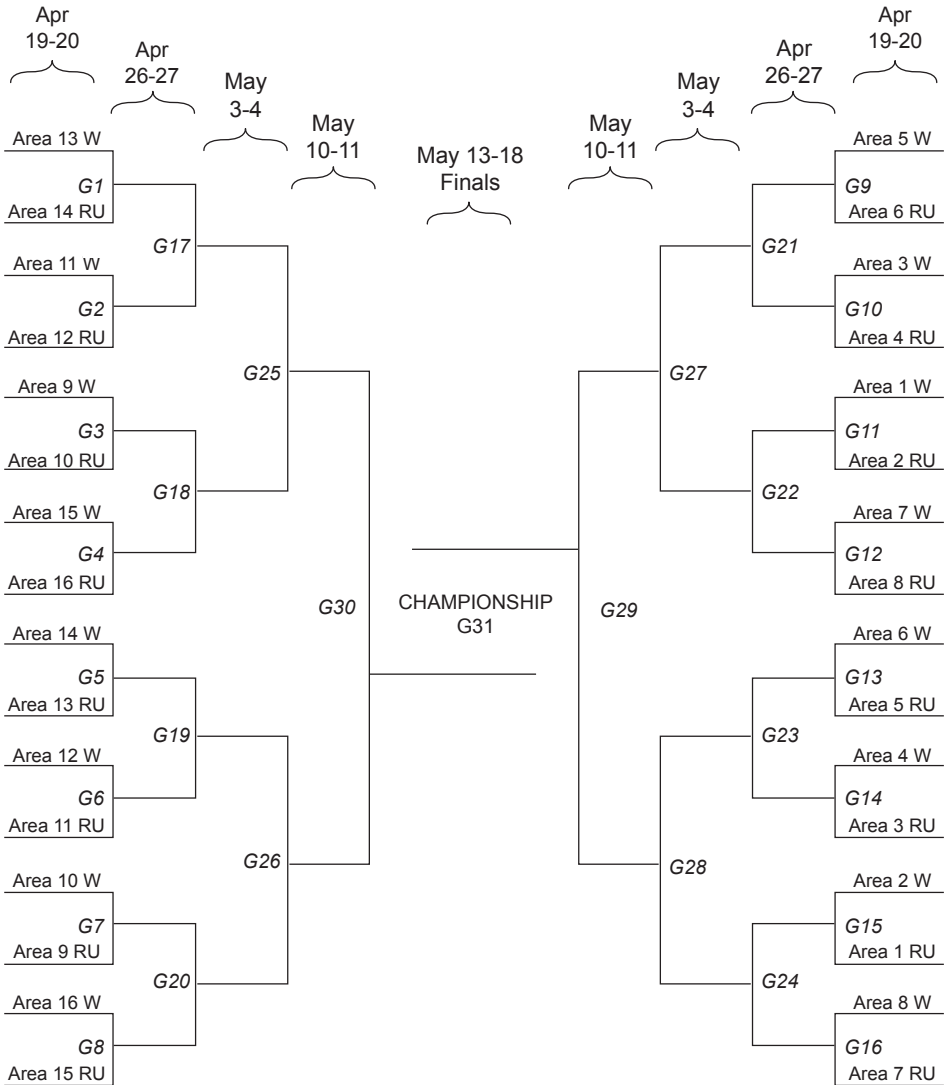 Apr
19-20
Apr
26-27
May
3-4
May
10-11
May 13-18
Finals
May
10-11
May
3-4
Apr
26-27
Apr
19-20
Area 13 W
G1
Area 14 RU
G17
Area 11 W
G2
Area 12 RU
G25
Area 9 W
G3
Area 10 RU
G18
Area 15 W
G4
Area 16 RU
G30
Area 14 W
G5
Area 13 RU
G19
Area 12 W
G6
Area 11 RU
G26
Area 10 W
G7
Area 9 RU
G20
Area 16 W
G8
Area 15 RU
CHAMPIONSHIP
G31
Area 5 W
G9
Area 6 RU
G21
Area 3 W
G10
Area 4 RU
G27
Area 1 W
G11
Area 2 RU
G22
Area 7 W
G12
Area 8 RU
G29
Area 6 W
G13
Area 5 RU
G23
Area 4 W
G14
Area 3 RU
G28
Area 2 W
G15
Area 1 RU
G24
Area 8 W
G16
Area 7 RU